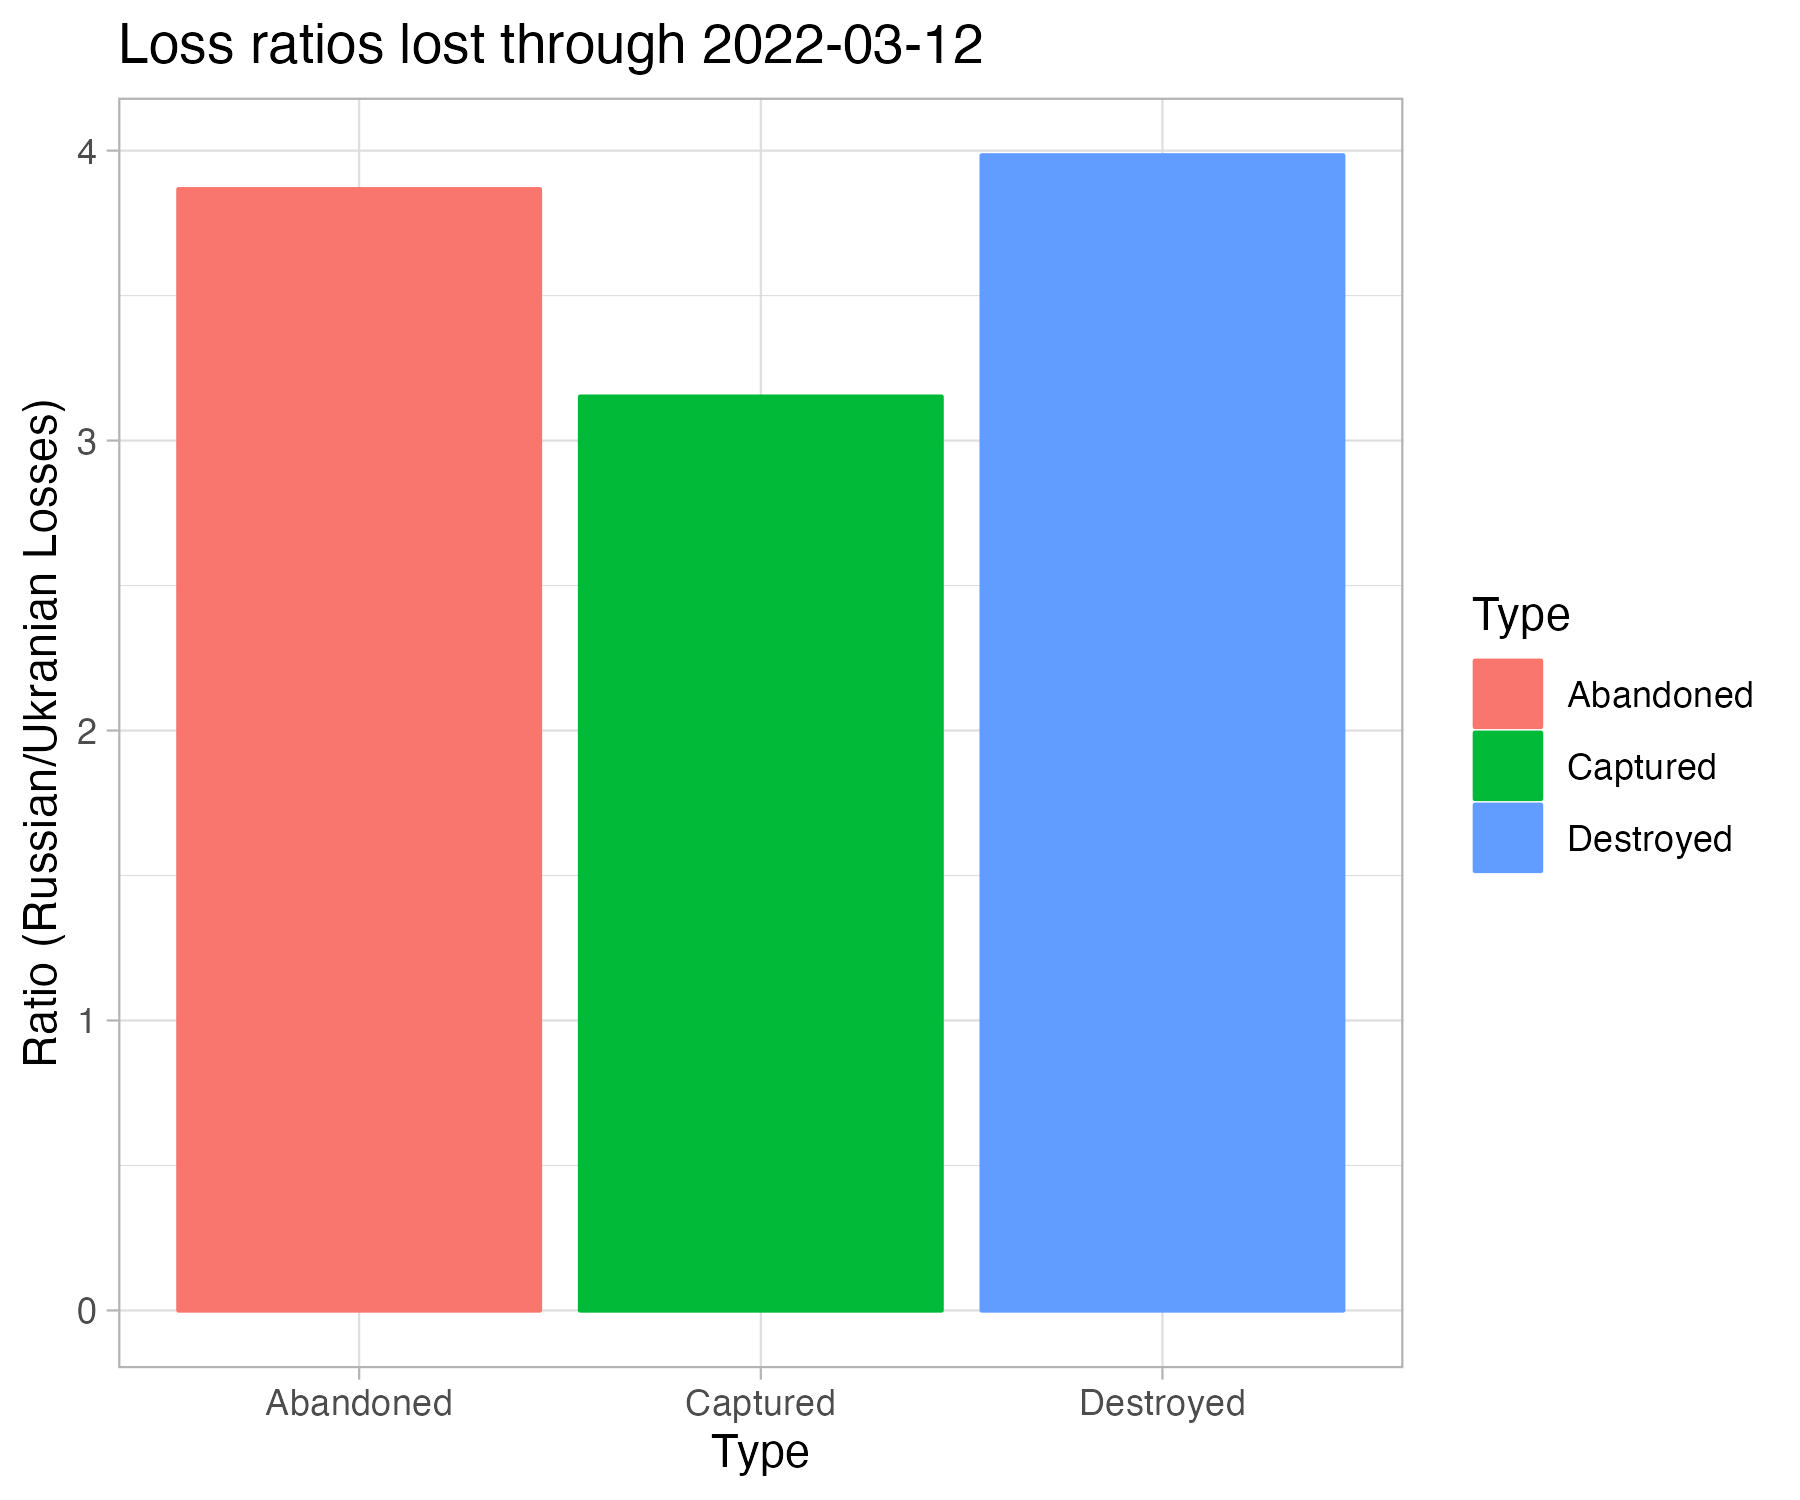 Loss ratios lost through 2022-03-12
Ratio (Russian/Ukranian Losses)
4
3
2
1
0
Abandoned
Captured
Destroyed
Type
Type
Abandoned
Captured
Destroyed